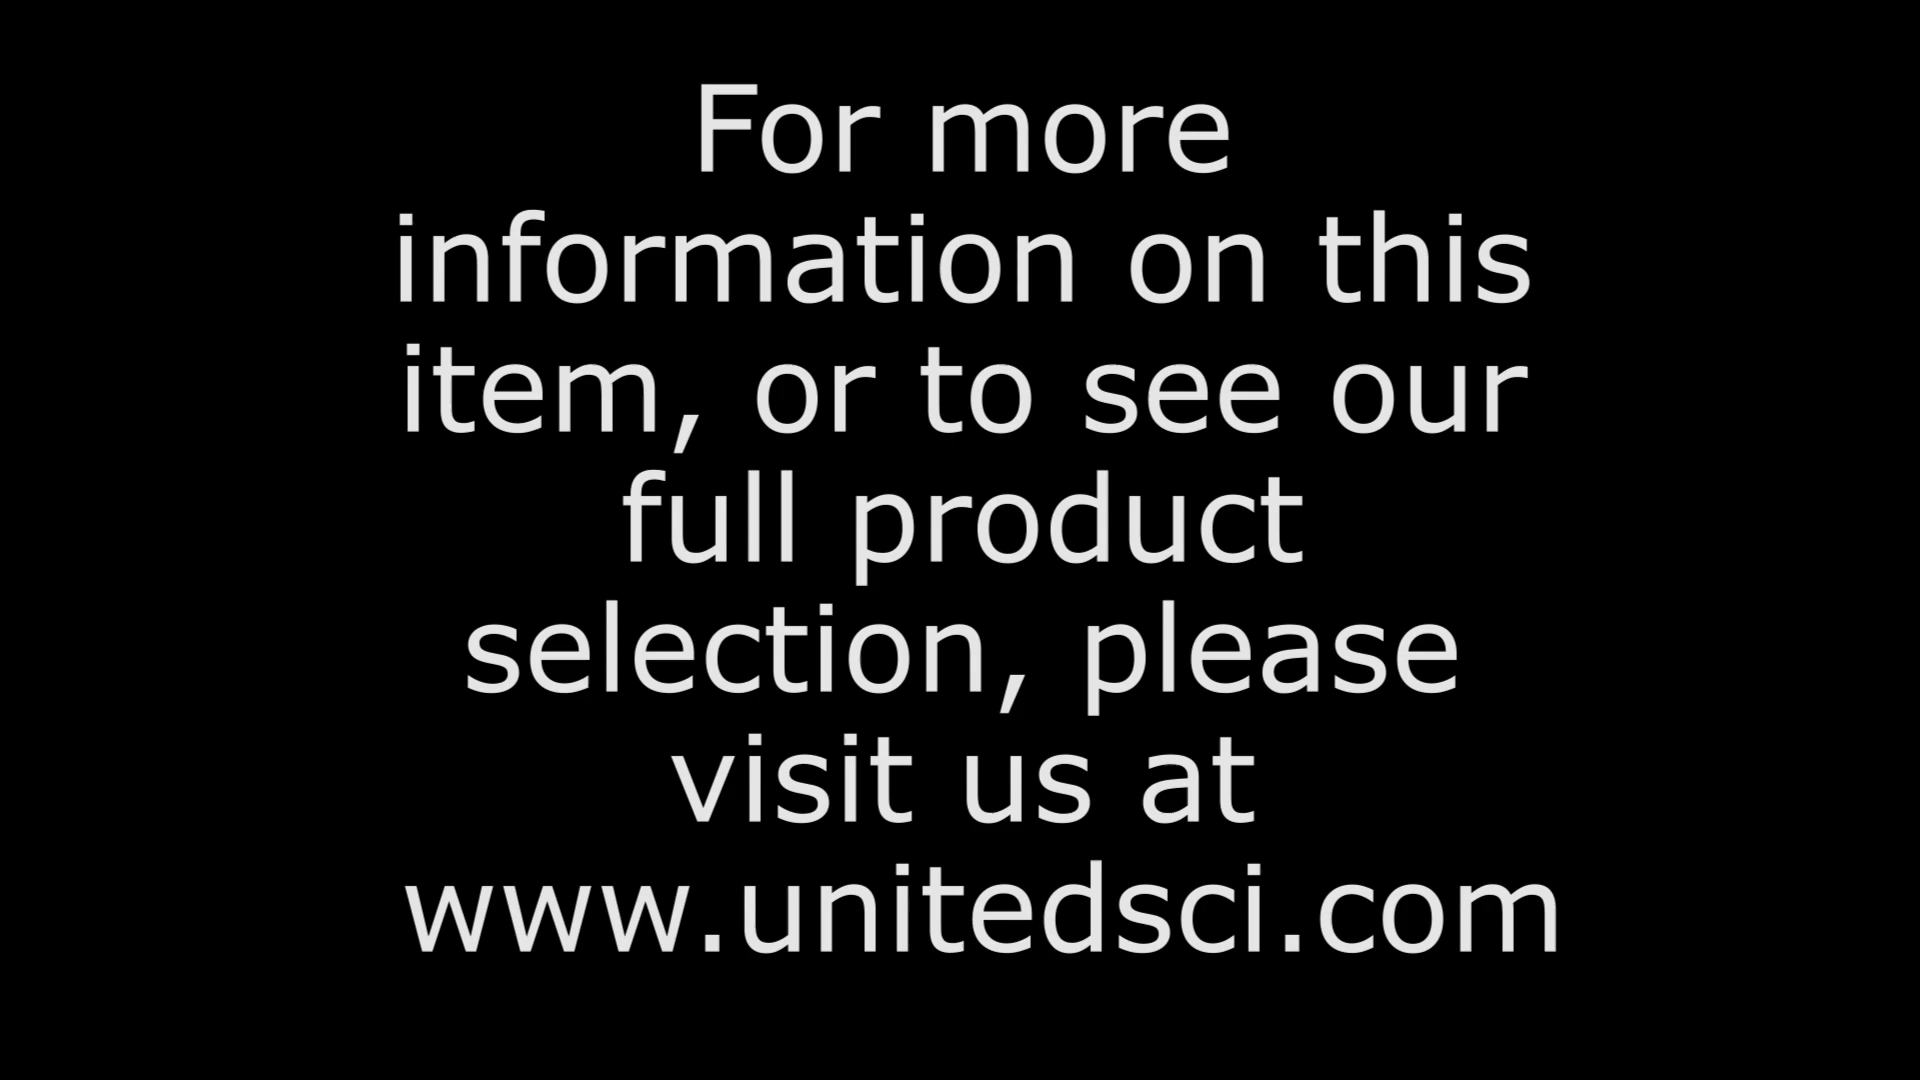 For more
information on this
item, or to see our
full product
selection, please
visit us at
www.unitedsci.com